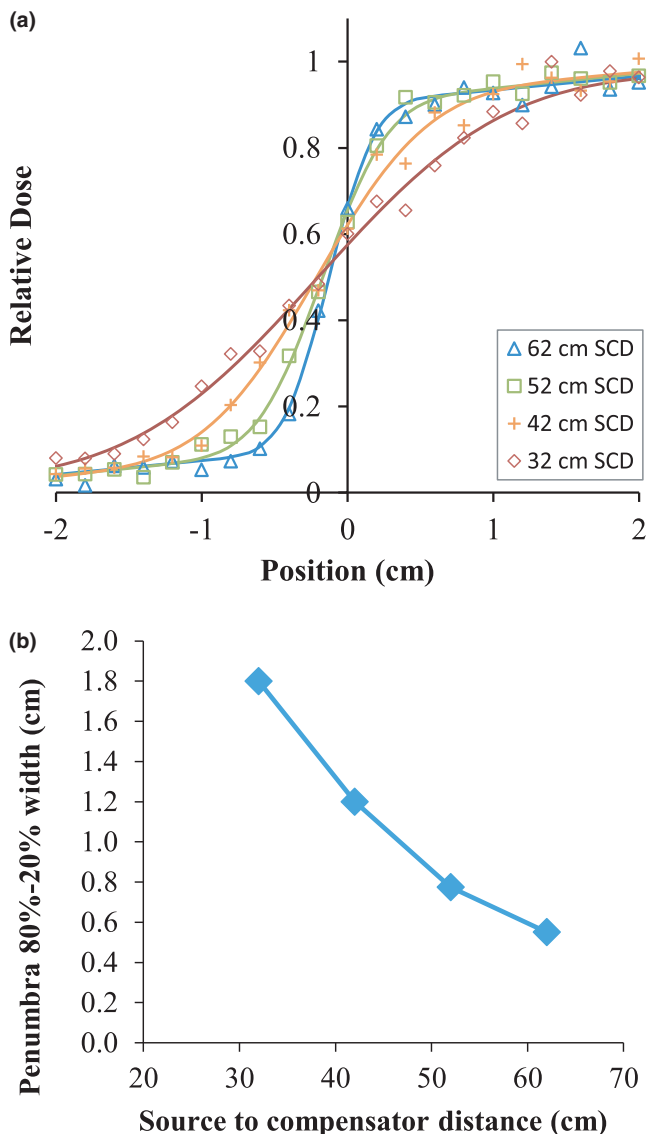 (a)
1
0.8
0.6
0.4
0.2
0
Relative Dose
62 cm SCD
52 cm SCD
42 cm SCD
32 cm SCD
-2
-1
0
1
2
Position (cm)
(b)
2.0
1.8
1.6
1.4
1.2
1.0
0.8
0.6
0.4
0.2
0.0
Penumbra 80%-20% width (cm)
20
30
40
50
60
70
Source to compensator distance (cm)